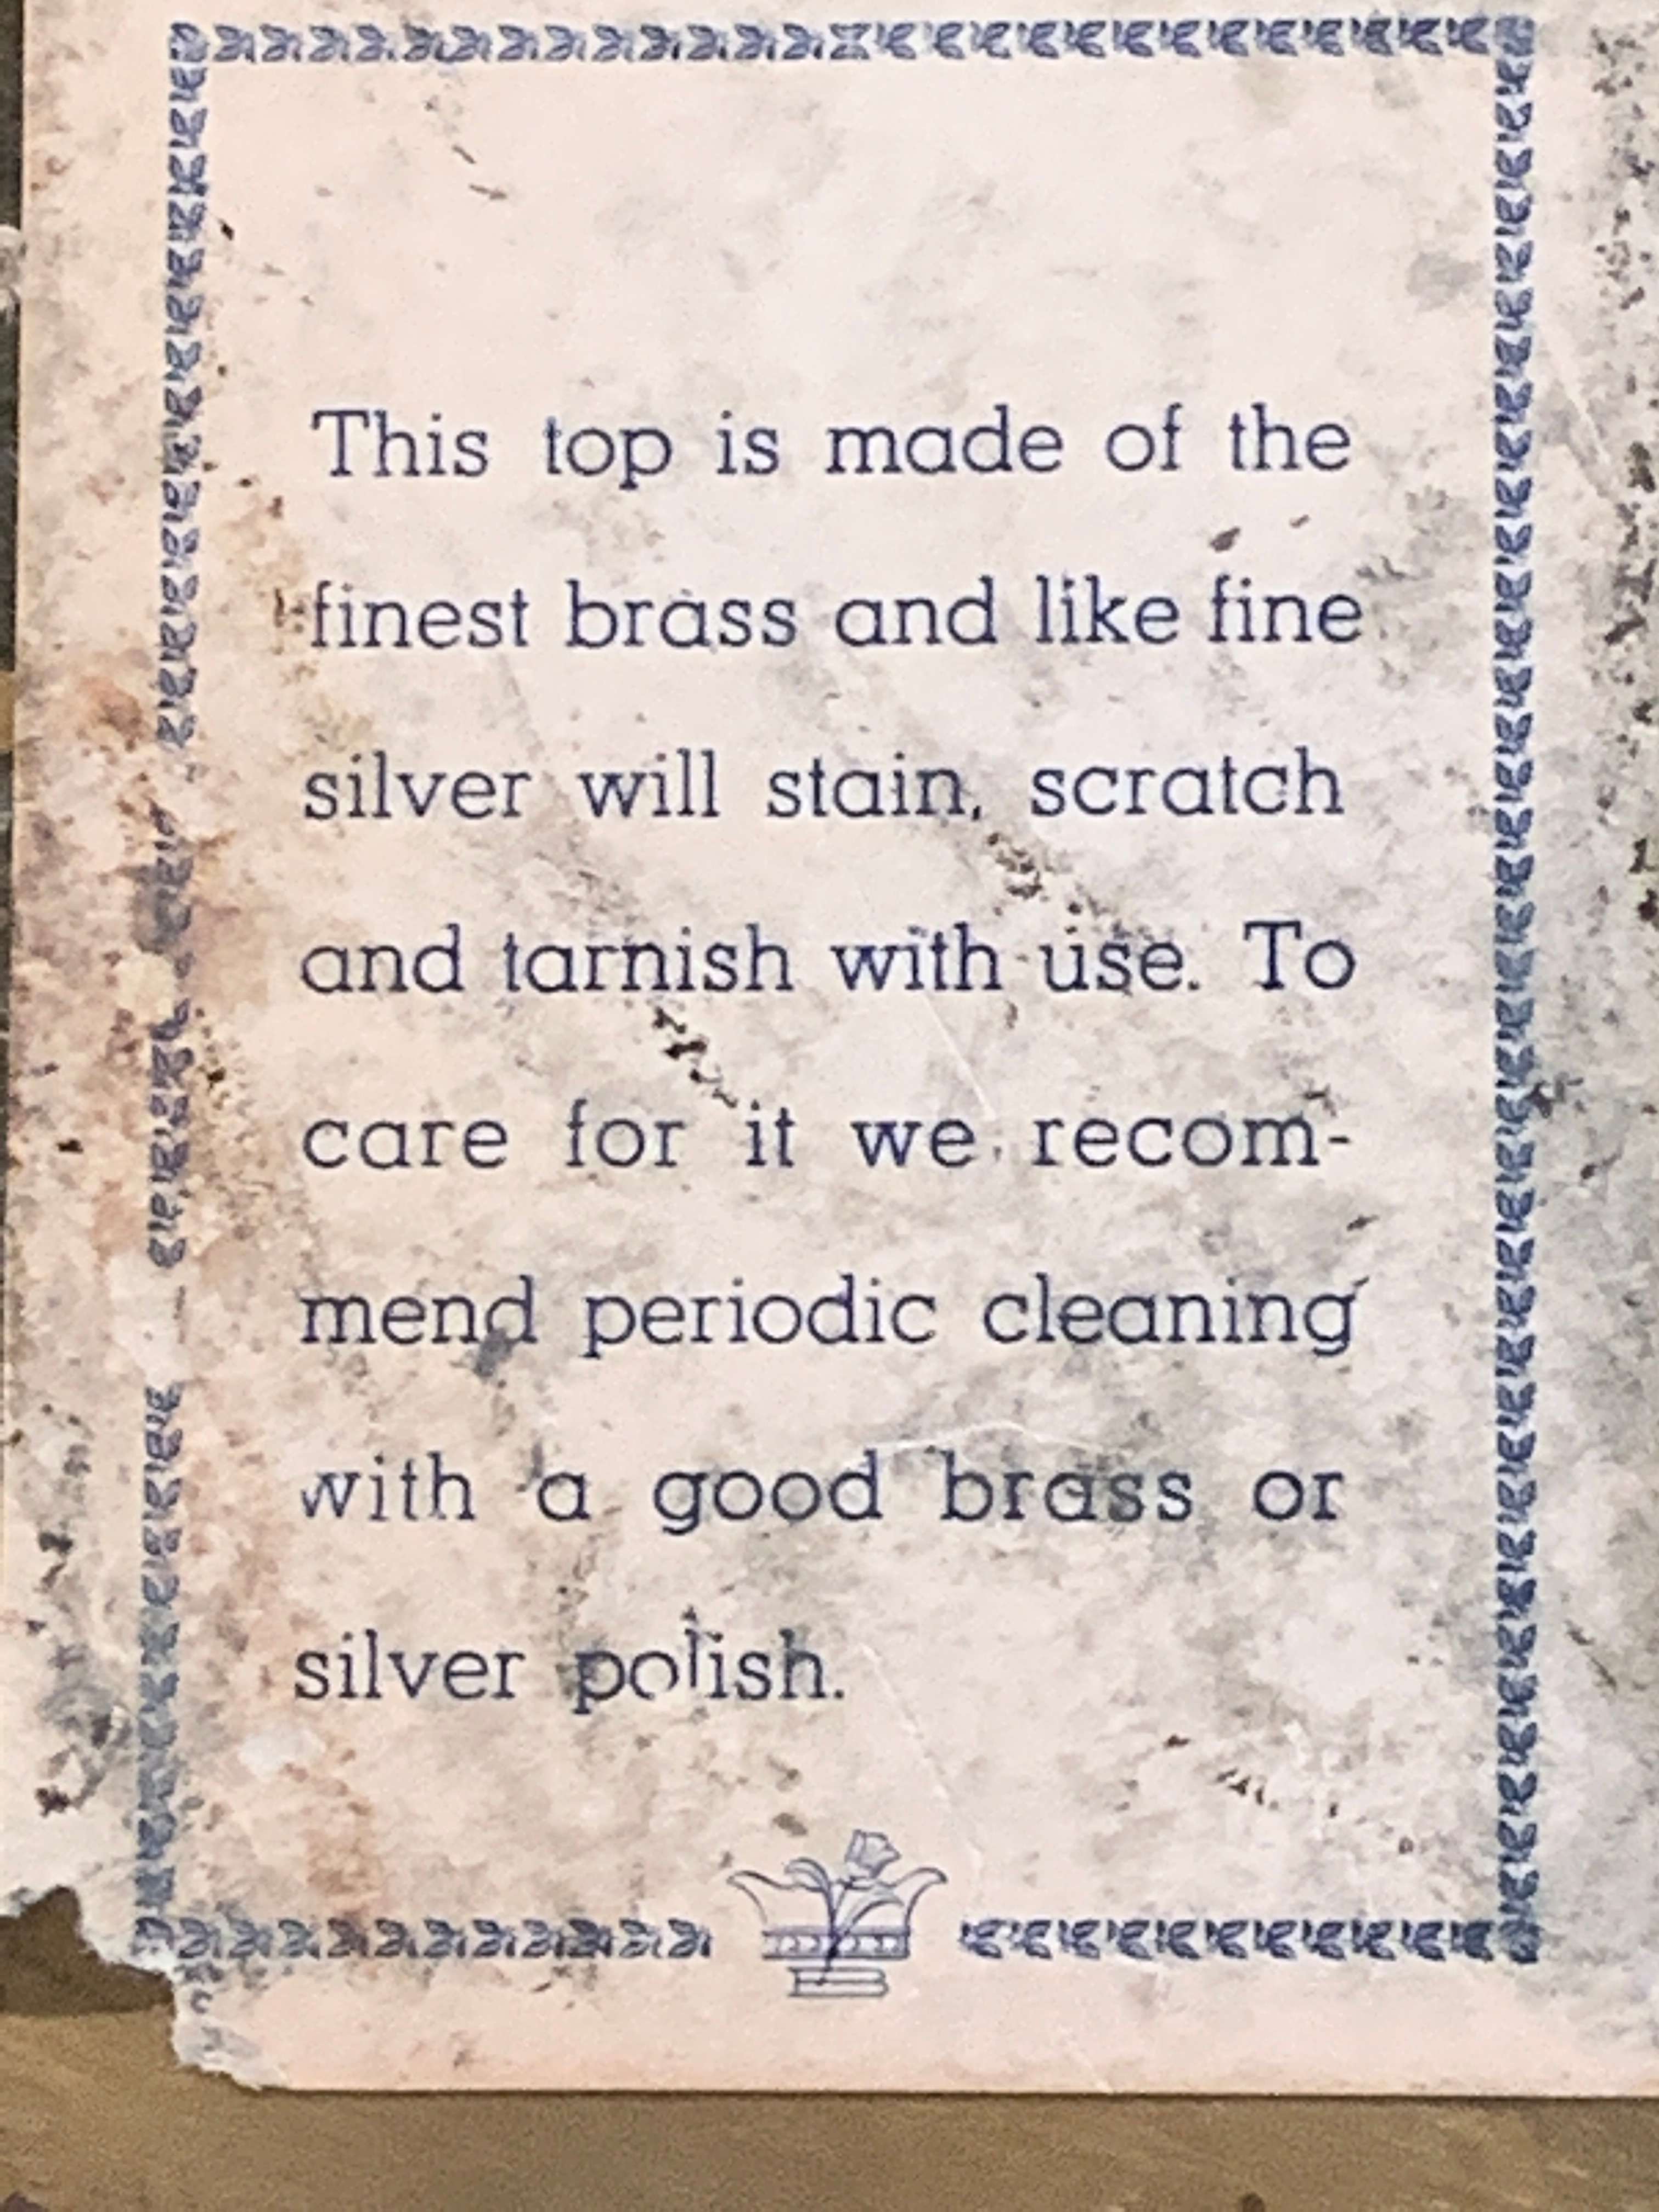 This top is made of the
finest brass and like fine
silver will stain, scratch
and tarnish with use. To
care for it we recom-
mend periodic cleaning
with a good brass or
silver polish.